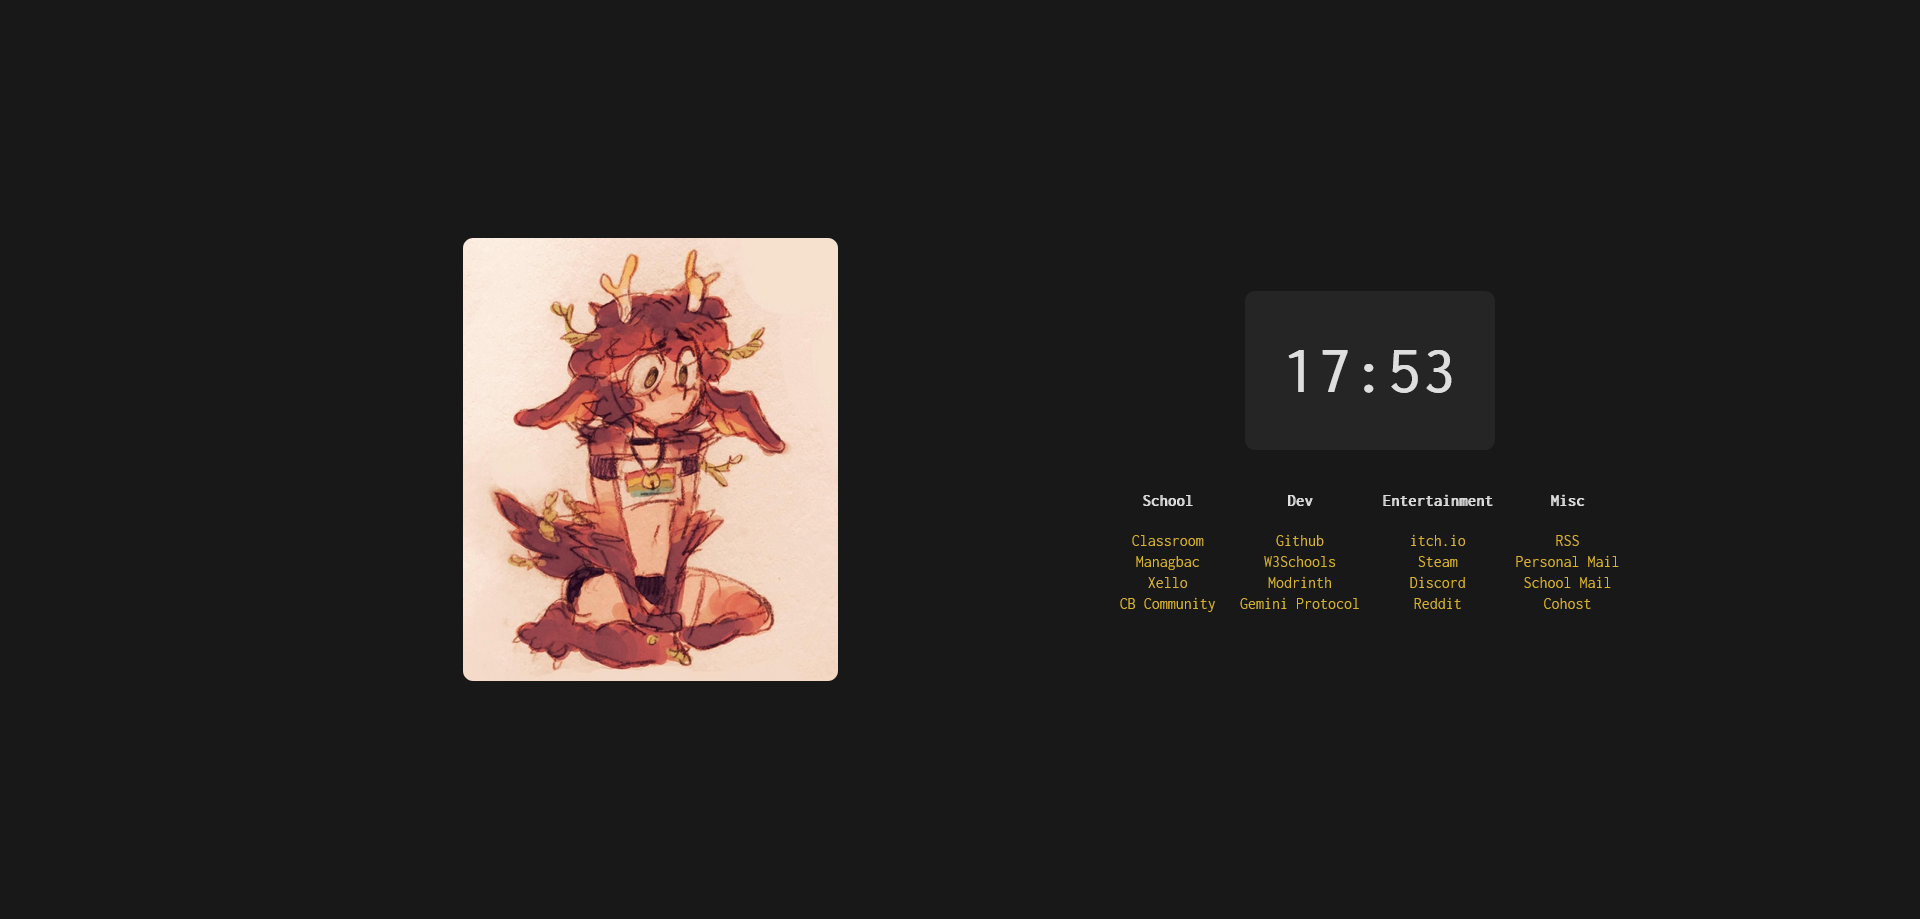 17:53
School Dev Entertainment Misc
Classroom Github itch.io RSS
Managbac W3Schools Steam Personal Mail
Xello Modrinth Discord School Mail
CB Community Gemini Protocol Reddit Cohost